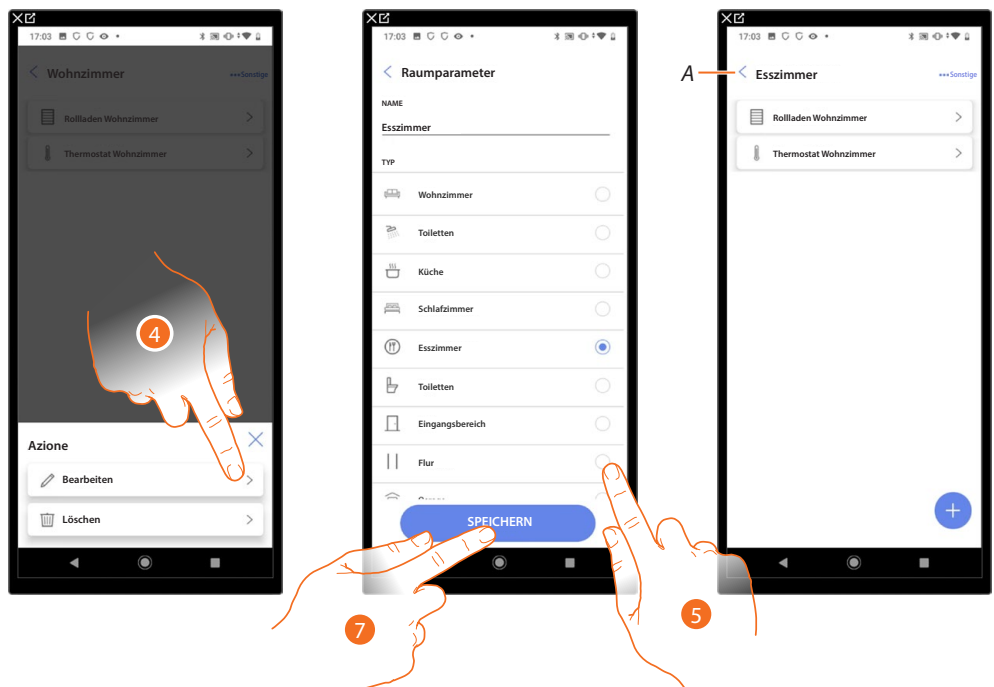 17:03
Wohnzimmer
•••Sonstige
Rollladen Wohnzimmer
Thermostat Wohnzimmer
4
Azione
Bearbeiten
Löschen
17:03
Raumparameter
NAME
Esszimmer
TYP
Wohnzimmer
Toiletten
Küche
Schlafzimmer
Esszimmer
Toiletten
Eingangsbereich
Flur
SPEICHERN
7
5
A
17:03
Esszimmer
•••Sonstige
Rollladen Wohnzimmer
Thermostat Wohnzimmer